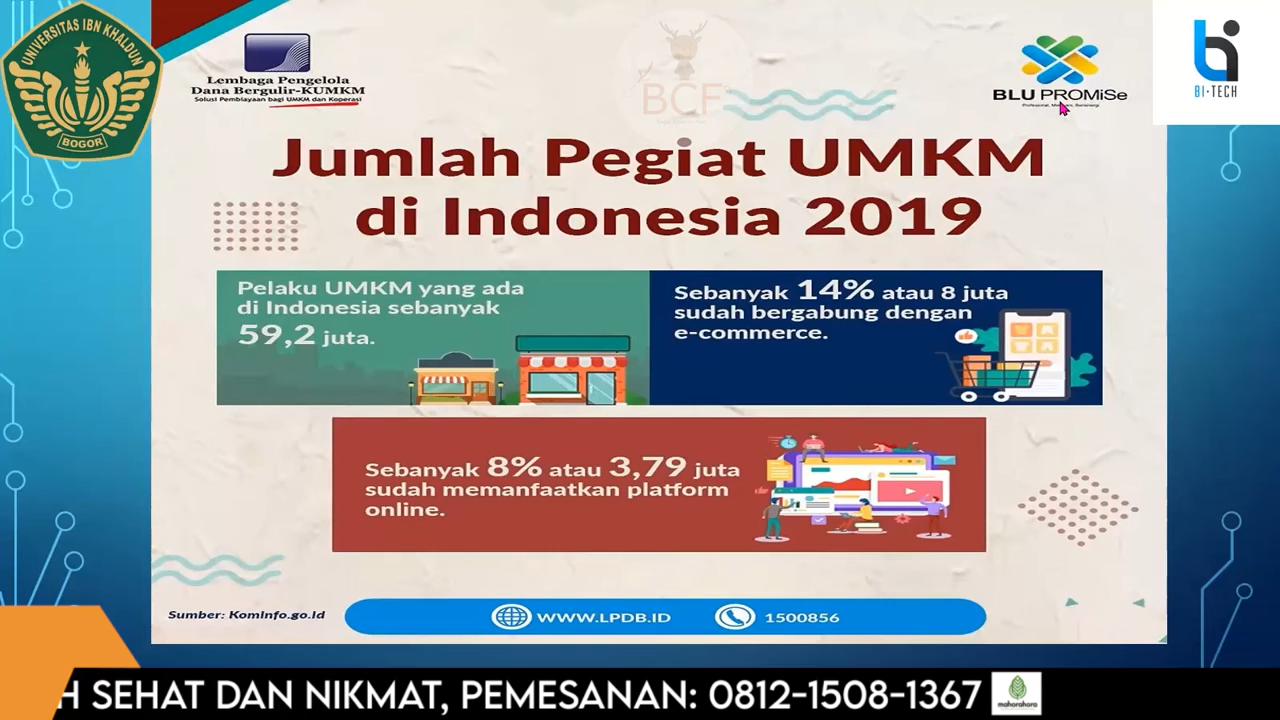 UNIVERSITAS IBN KHALDUN
BOGOR
Lembaga Pengelola
Dana Bergulir-KUMKM
Solusi Pembiayaan bagi UMKM dan Koperasi
BCF
BLU PROMiSe
BI-TECH
Jumlah Pegiat UMKM
di Indonesia 2019
Pelaku UMKM yang ada
di Indonesia sebanyak
59,2 juta.
Sebanyak 14% atau 8 juta
sudah bergabung dengan
e-commerce.
Sebanyak 8% atau 3,79 juta
sudah memanfaatkan platform
online.
Sumber: Kominfo.go.id
WWW.LPDB.ID
1500856
H SEHAT DAN NIKMAT, PEMESANAN: 0812-1508-1367
mahorahora